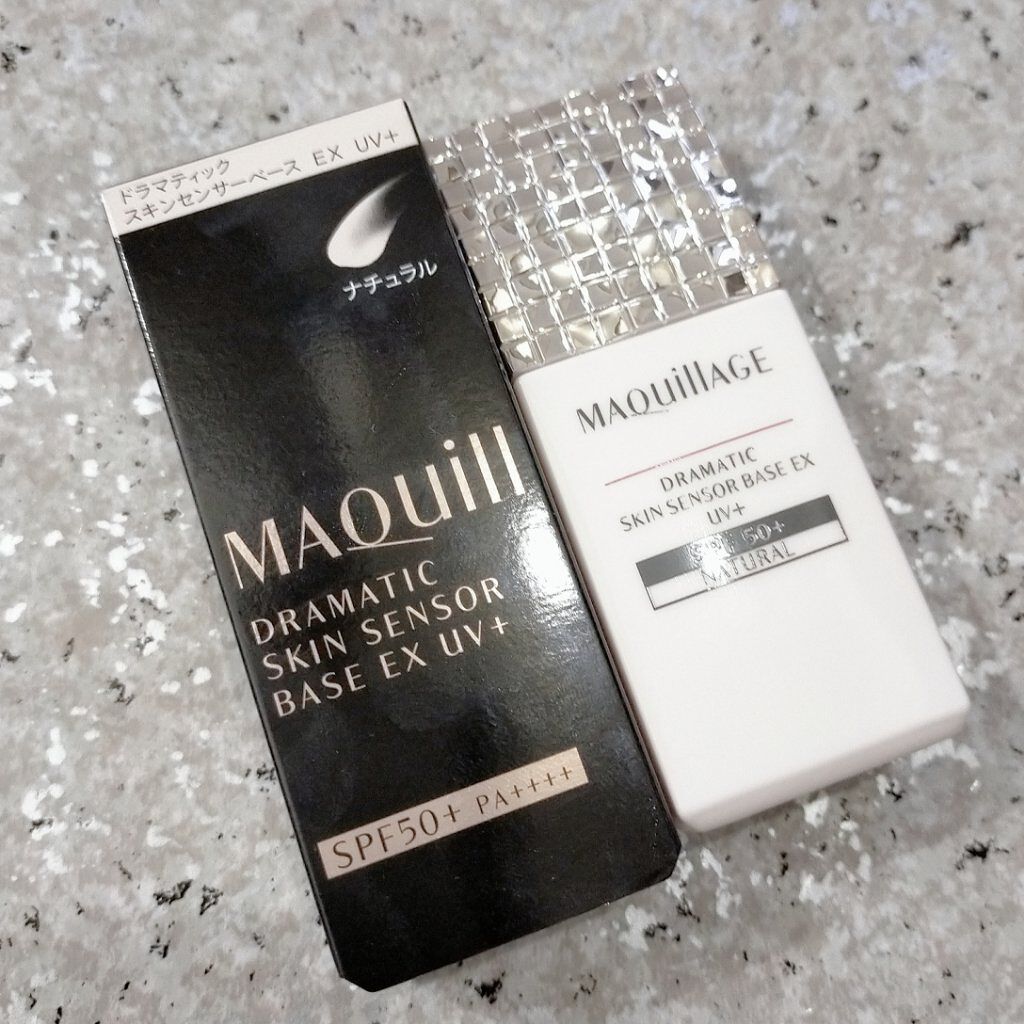 ドラマティック
スキンセンサーベース EX UV+
ナチュラル
MAQuill
DRAMATIC
SKIN SENSOR
BASE EX UV+
SPF50+ PA++++
MAQuillAGE
DRAMATIC
SKIN SENSOR BASE EX
UV+
SPF 50+
NATURAL